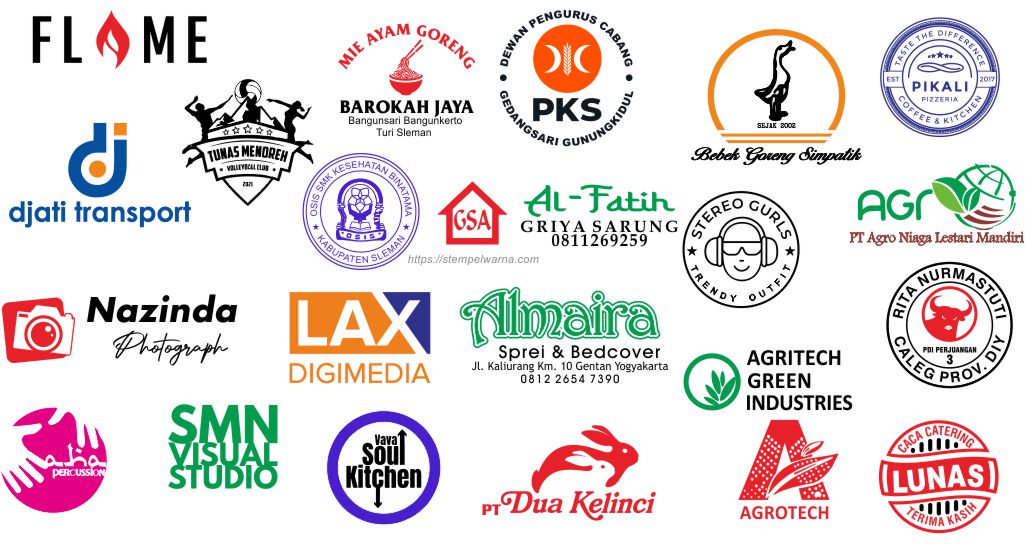 FLAME
MIE AYAM GORENG
BAROKAH JAYA
Bangunsari Bangunkerto
Turi Sleman
DEWAN PENGURUS CABANG
PKS
GEDANGSARI GUNUNGKIDUL
SEJAK 2002
Bebek Goreng Simpatik
TASTE THE DIFFERENCE
EST 2017
PIKALI
PIZZERIA
COFFEE & KITCHEN
TUNAS MENOREH
VOLLEYBALL CLUB
2021
dj
djati transport
OSIS SMK KESEHATAN BINATAMA
OSIS
KABUPATEN SLEMAN
GSA
Al-Fatih
GRIYA SARUNG
0811269259
https://stempelwarna.com
STEREO GURLS
TRENDY OUTFIT
AGR
PT Agro Niaga Lestari Mandiri
Nazinda
Photograph
LAX
DIGIMEDIA
Almaira
Sprei & Bedcover
Jl. Kaliurang Km. 10 Gentan Yogyakarta
0812 2654 7390
RITA NURMASTUTI
PDI PERJUANGAN
3
CALEG PROV. DIY
AGRITECH
GREEN
INDUSTRIES
aha
PERCUSSION
SMN
VISUAL
STUDIO
Vava
Soul
Kitchen
PT Dua Kelinci
A
AGROTECH
CACA CATERING
LUNAS
TERIMA KASIH